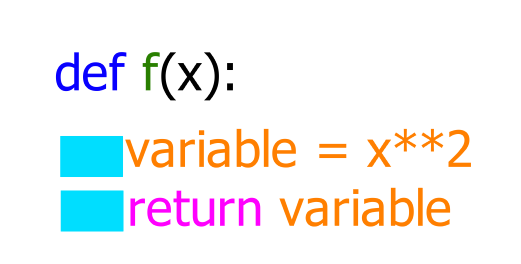 def f(x):
variable = x**2
return variable